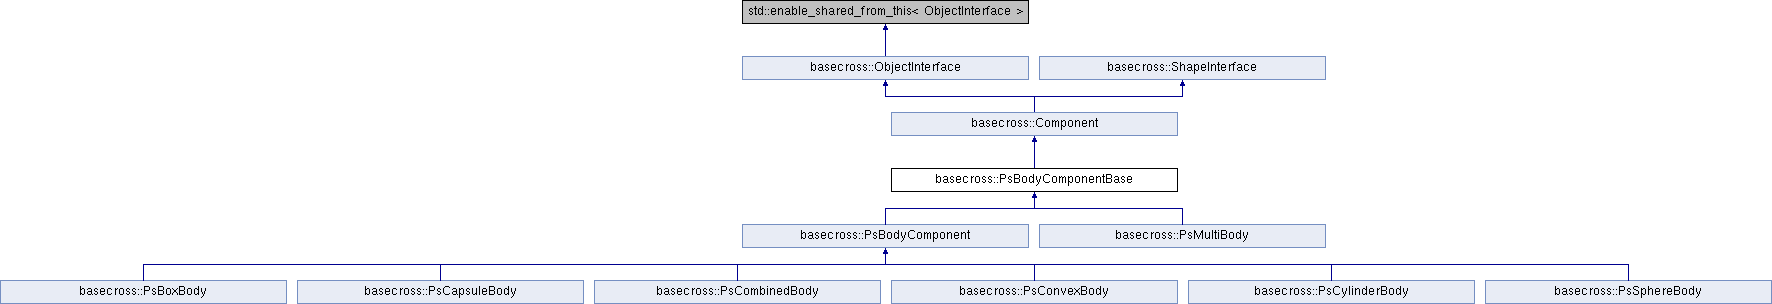 std::enable_shared_from_this< ObjectInterface >
basecross::ObjectInterface
basecross::ShapeInterface
basecross::Component
basecross::PsBodyComponentBase
basecross::PsBodyComponent
basecross::PsMultiBody
basecross::PsBoxBody
basecross::PsCapsuleBody
basecross::PsCombinedBody
basecross::PsConvexBody
basecross::PsCylinderBody
basecross::PsSphereBody